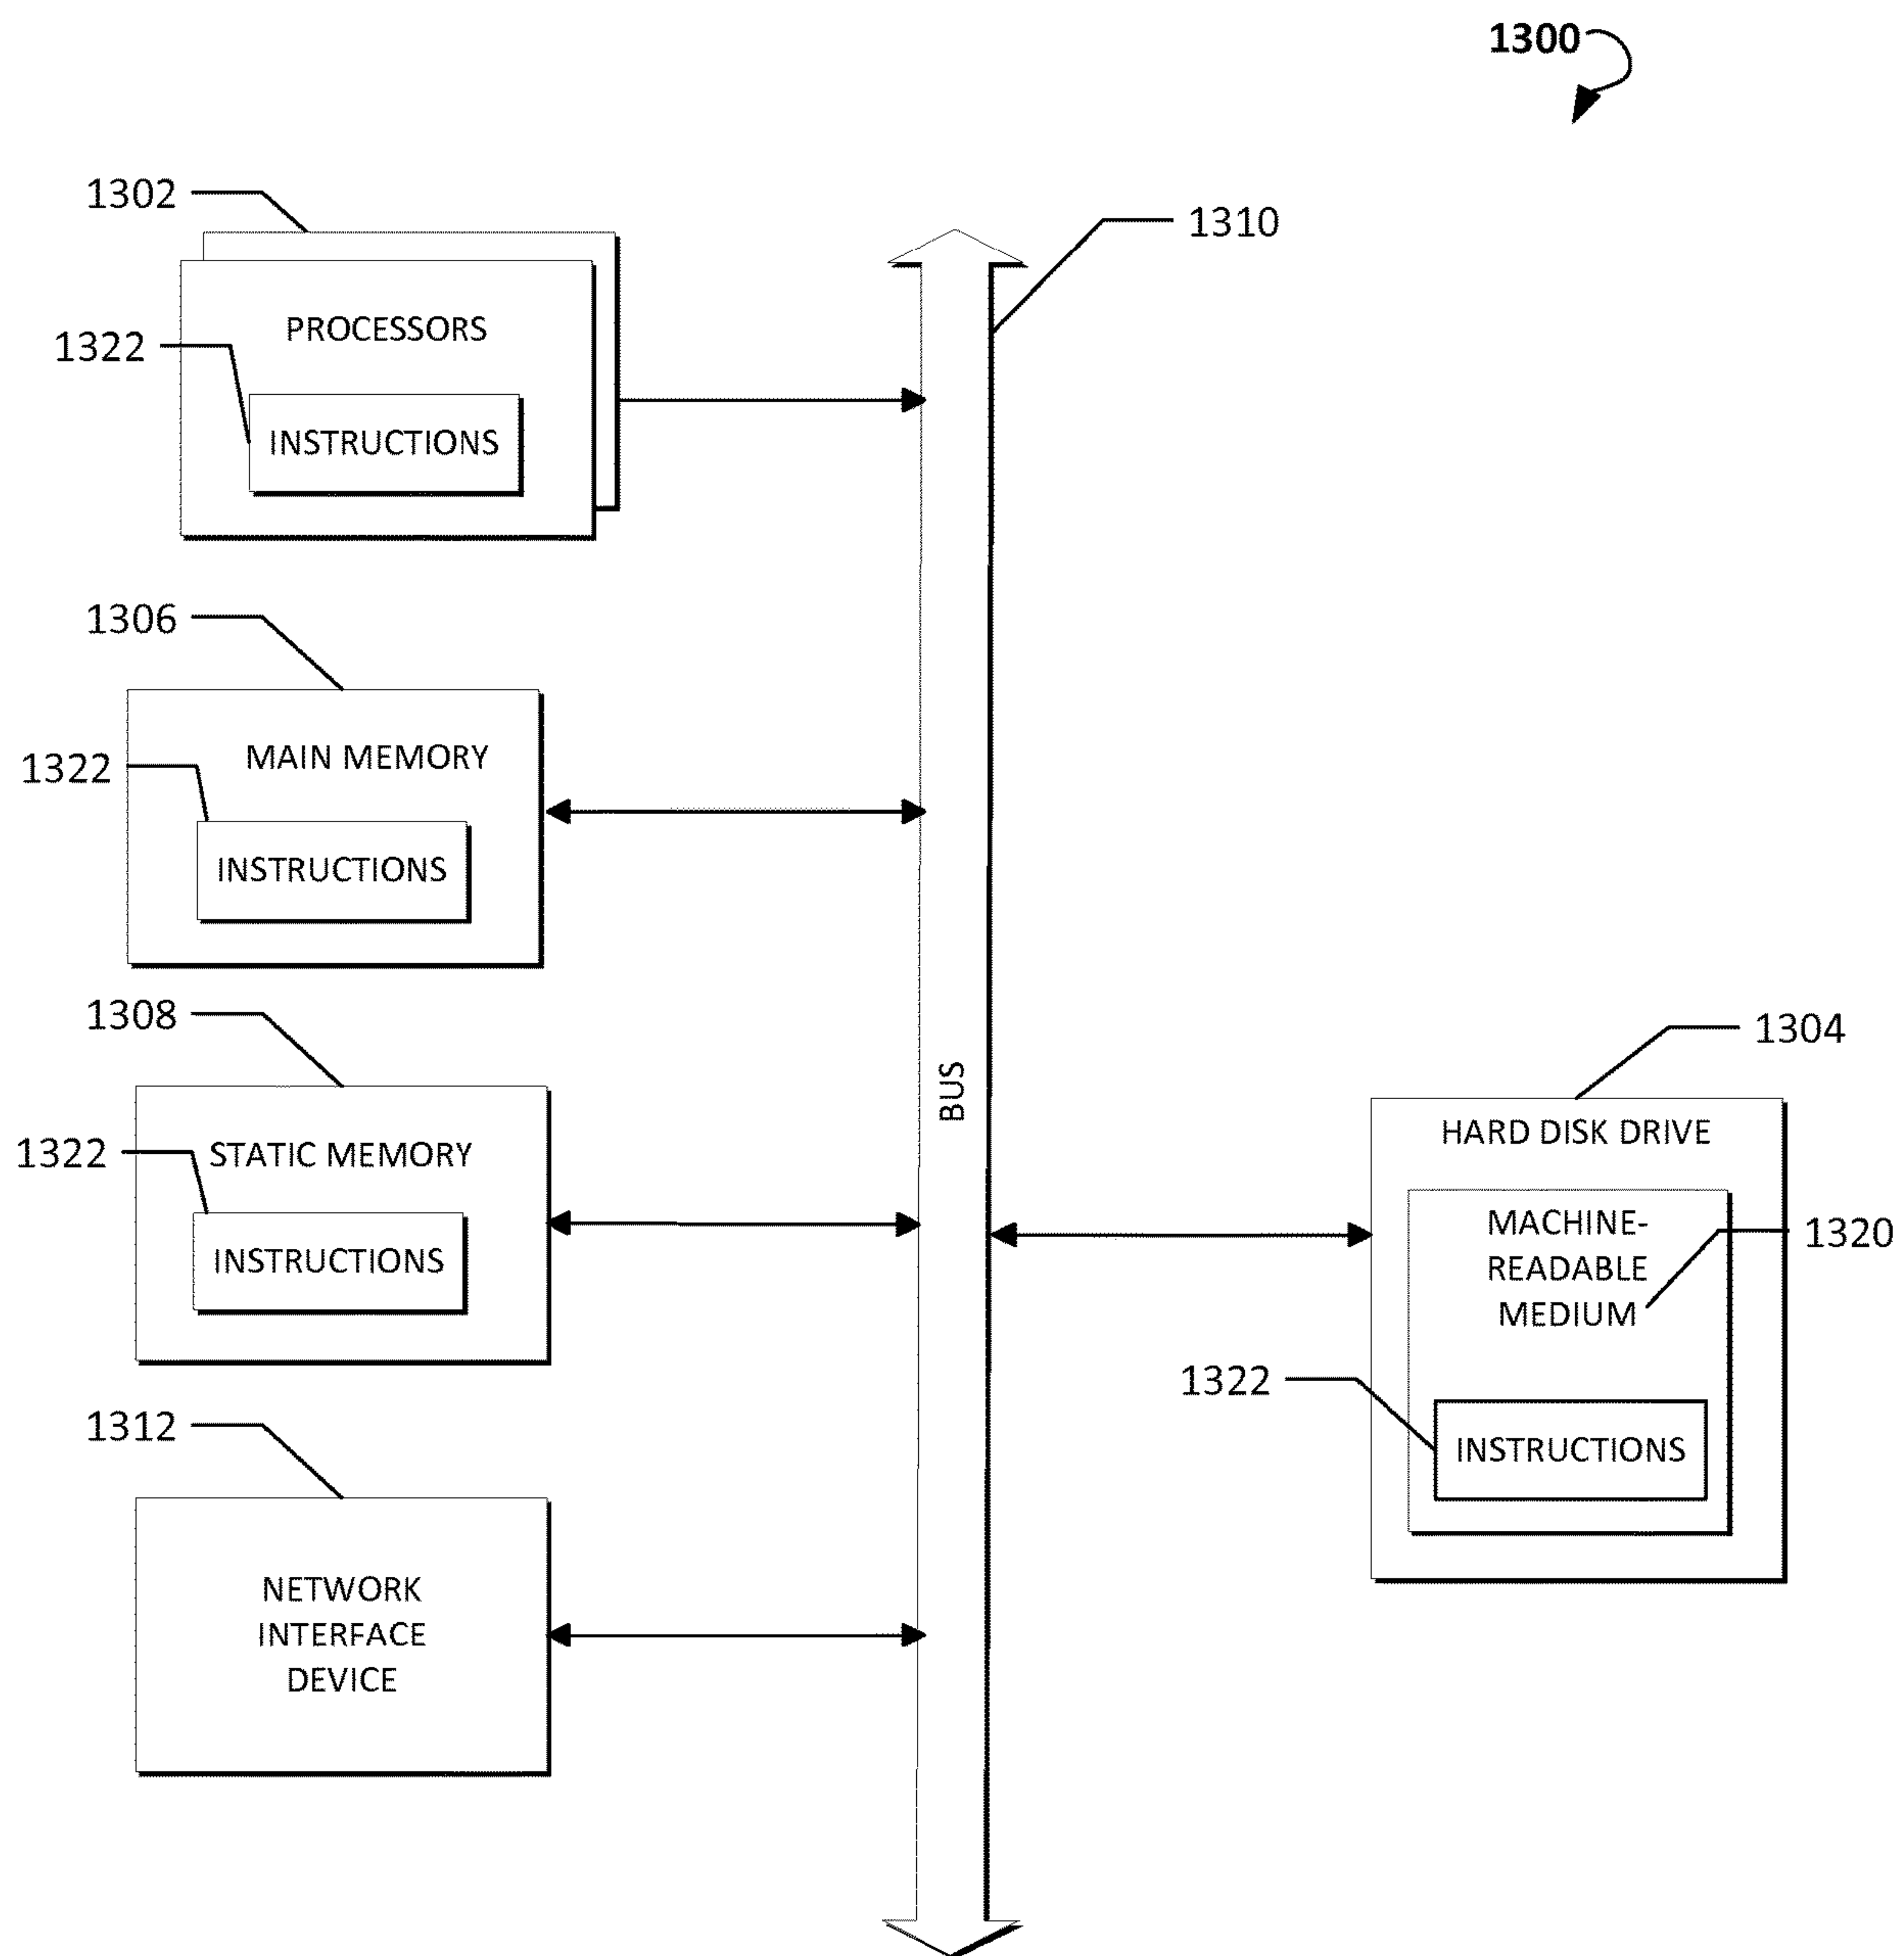 1300
1302
1310
PROCESSORS
1322
INSTRUCTIONS
1306
MAIN MEMORY
1322
INSTRUCTIONS
1308
1304
BUS
HARD DISK DRIVE
1322
STATIC MEMORY
INSTRUCTIONS
MACHINE-
READABLE
MEDIUM
1320
1322
INSTRUCTIONS
1312
NETWORK
INTERFACE
DEVICE